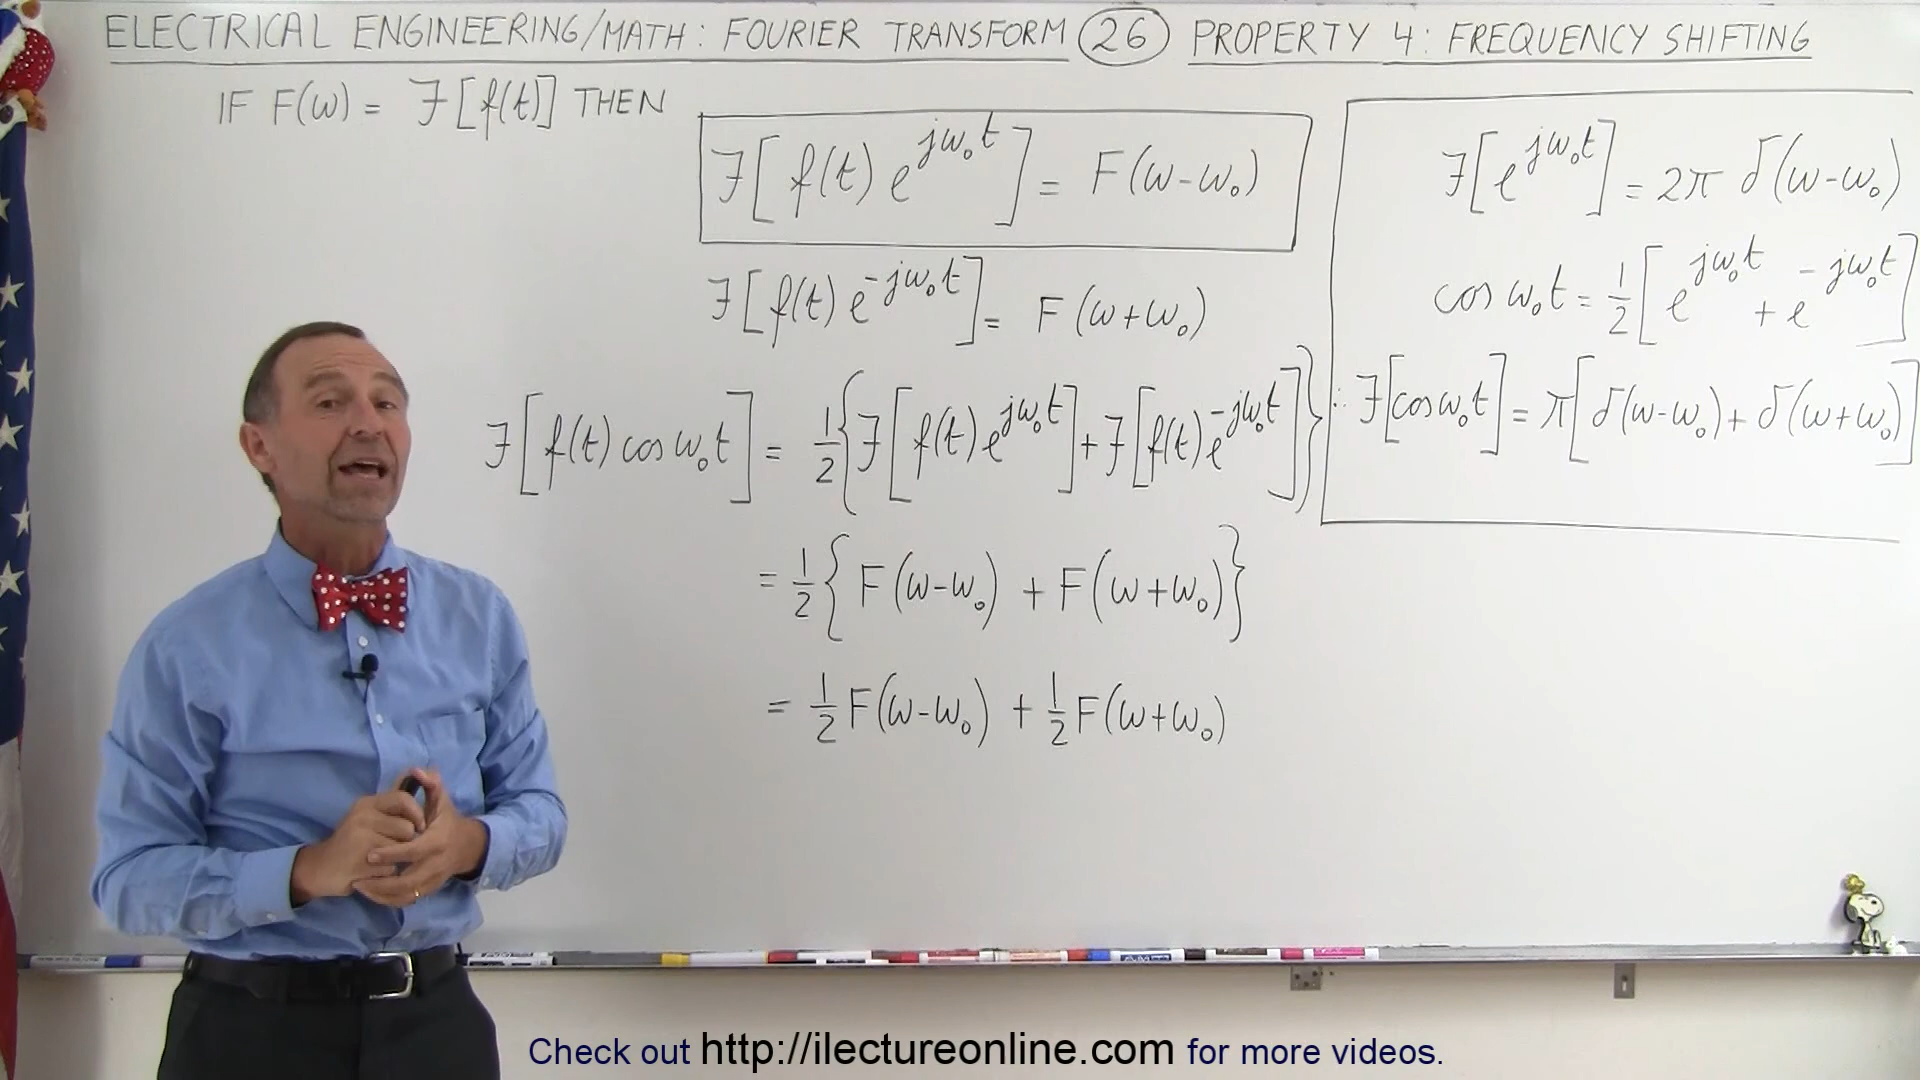 ELECTRICAL ENGINEERING/MATH: FOURIER TRANSFORM 26 PROPERTY 4: FREQUENCY SHIFTING
IF F(ω) = ℱ[f(t)] THEN
ℱ[f(t) e^{jω₀t}] = F(ω-ω₀)
ℱ[f(t) e^{-jω₀t}] = F(ω+ω₀)
ℱ[f(t) cos ω₀t] = 1/2 {ℱ[f(t) e^{jω₀t}] + ℱ[f(t) e^{-jω₀t}]}
= 1/2 {F(ω-ω₀) + F(ω+ω₀)}
= 1/2 F(ω-ω₀) + 1/2 F(ω+ω₀)
ℱ[e^{jω₀t}] = 2π δ(ω-ω₀)
cos ω₀t = 1/2 [e^{jω₀t} + e^{-jω₀t}]
∴ ℱ[cos ω₀t] = π[δ(ω-ω₀) + δ(ω+ω₀)]
Check out http://ilectureonline.com for more videos.